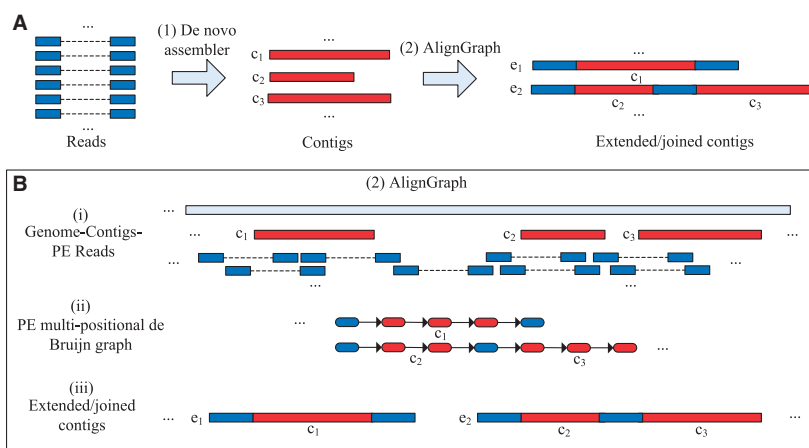 A
...
(1) De novo
assembler
(2) AlignGraph
...
c1
c2
c3
...
...
e1
c1
e2
c2
c3
...
...
Reads
Contigs
Extended/joined contigs
B
(2) AlignGraph
(i)
Genome-Contigs-
PE Reads
...
...
c1
c2
c3
...
...
...
...
...
(ii)
PE multi-positional de
Bruijn graph
...
c1
c2
c3
...
(iii)
Extended/joined
contigs
...
e1
c1
e2
c2
c3
...